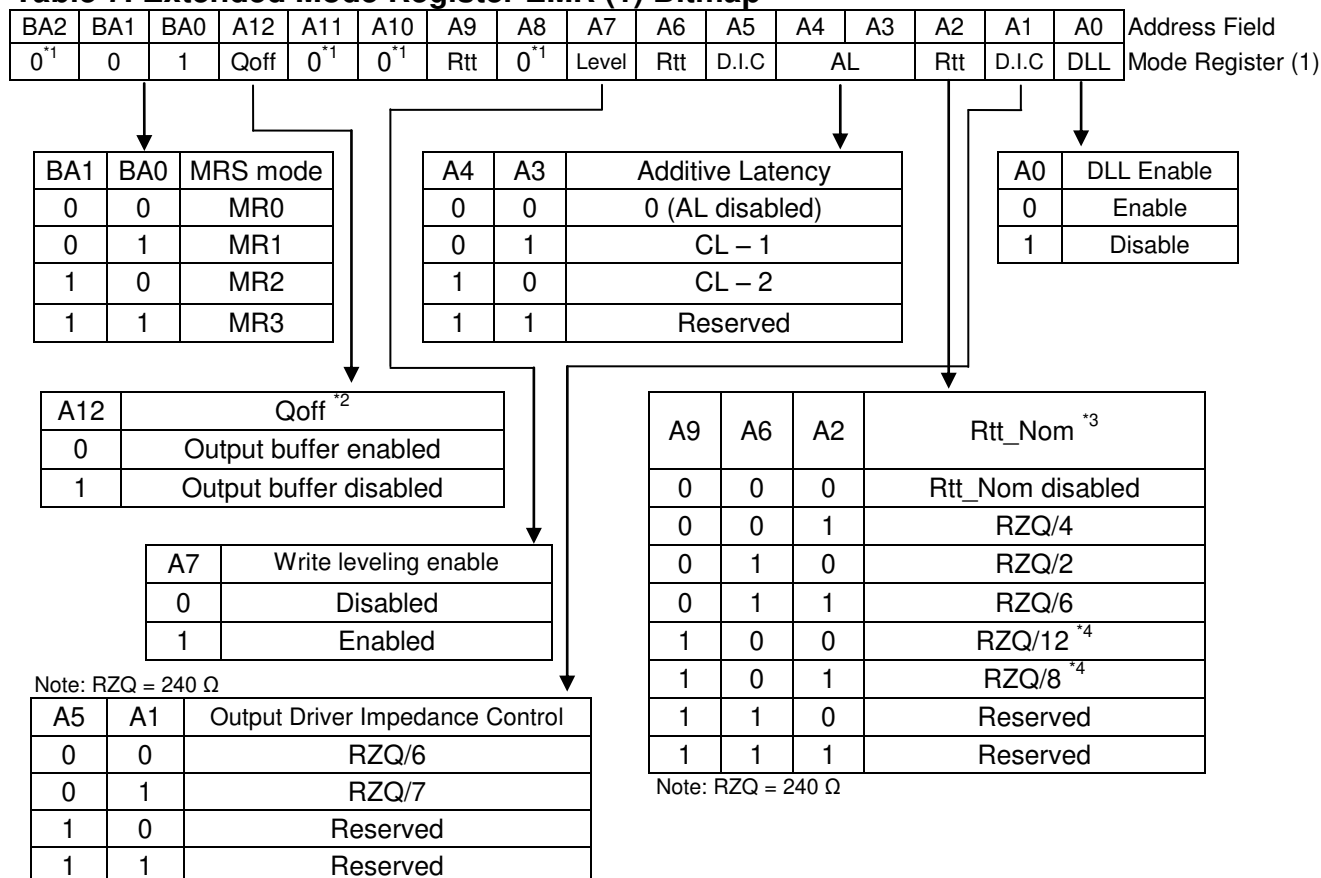 Table 7. Extended Mode Register EMR (1) Bitmap
BA2 BA1 BA0 A12 A11 A10 A9 A8 A7 A6 A5 A4 A3 A2 A1 A0 Address Field
0*1 0 1 Qoff 0*1 0*1 Rtt 0*1 Level Rtt D.I.C AL Rtt D.I.C DLL Mode Register (1)
BA1 BA0 MRS mode
0 0 MR0
0 1 MR1
1 0 MR2
1 1 MR3
A4 A3 Additive Latency
0 0 0 (AL disabled)
0 1 CL – 1
1 0 CL – 2
1 1 Reserved
A0 DLL Enable
0 Enable
1 Disable
A12 Qoff *2
0 Output buffer enabled
1 Output buffer disabled
A7 Write leveling enable
0 Disabled
1 Enabled
A9 A6 A2 Rtt_Nom *3
0 0 0 Rtt_Nom disabled
0 0 1 RZQ/4
0 1 0 RZQ/2
0 1 1 RZQ/6
1 0 0 RZQ/12 *4
1 0 1 RZQ/8 *4
1 1 0 Reserved
1 1 1 Reserved
Note: RZQ = 240 Ω
Note: RZQ = 240 Ω
A5 A1 Output Driver Impedance Control
0 0 RZQ/6
0 1 RZQ/7
1 0 Reserved
1 1 Reserved